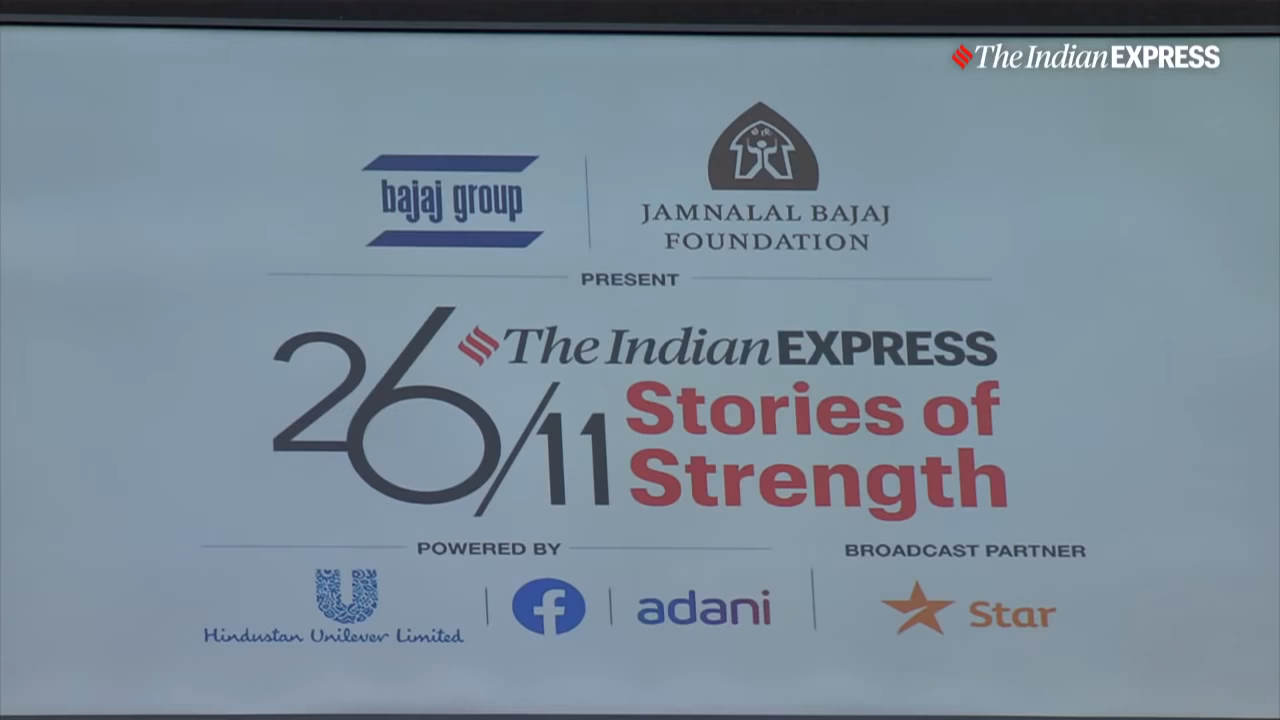 The Indian EXPRESS
bajaj group
JAMNALAL BAJAJ
FOUNDATION
PRESENT
26/11
The Indian EXPRESS
Stories of
Strength
POWERED BY
BROADCAST PARTNER
Hindustan Unilever Limited
f
adani
Star